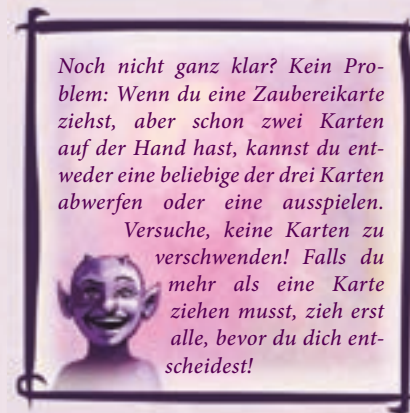 Noch nicht ganz klar? Kein Pro-
blem: Wenn du eine Zaubereikarte
ziehst, aber schon zwei Karten
auf der Hand hast, kannst du ent-
weder eine beliebige der drei Karten
abwerfen oder eine ausspielen.
Versuche, keine Karten zu
verschwenden! Falls du
mehr als eine Karte
ziehen musst, zieh erst
alle, bevor du dich ent-
scheidest!